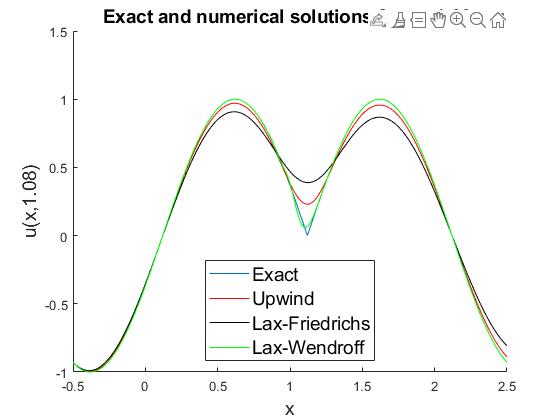 Exact and numerical solutions
1.5
1
0.5
0
-0.5
-1
u(x,1.08)
Exact
Upwind
Lax-Friedrichs
Lax-Wendroff
-0.5 0 0.5 1 1.5 2 2.5
x